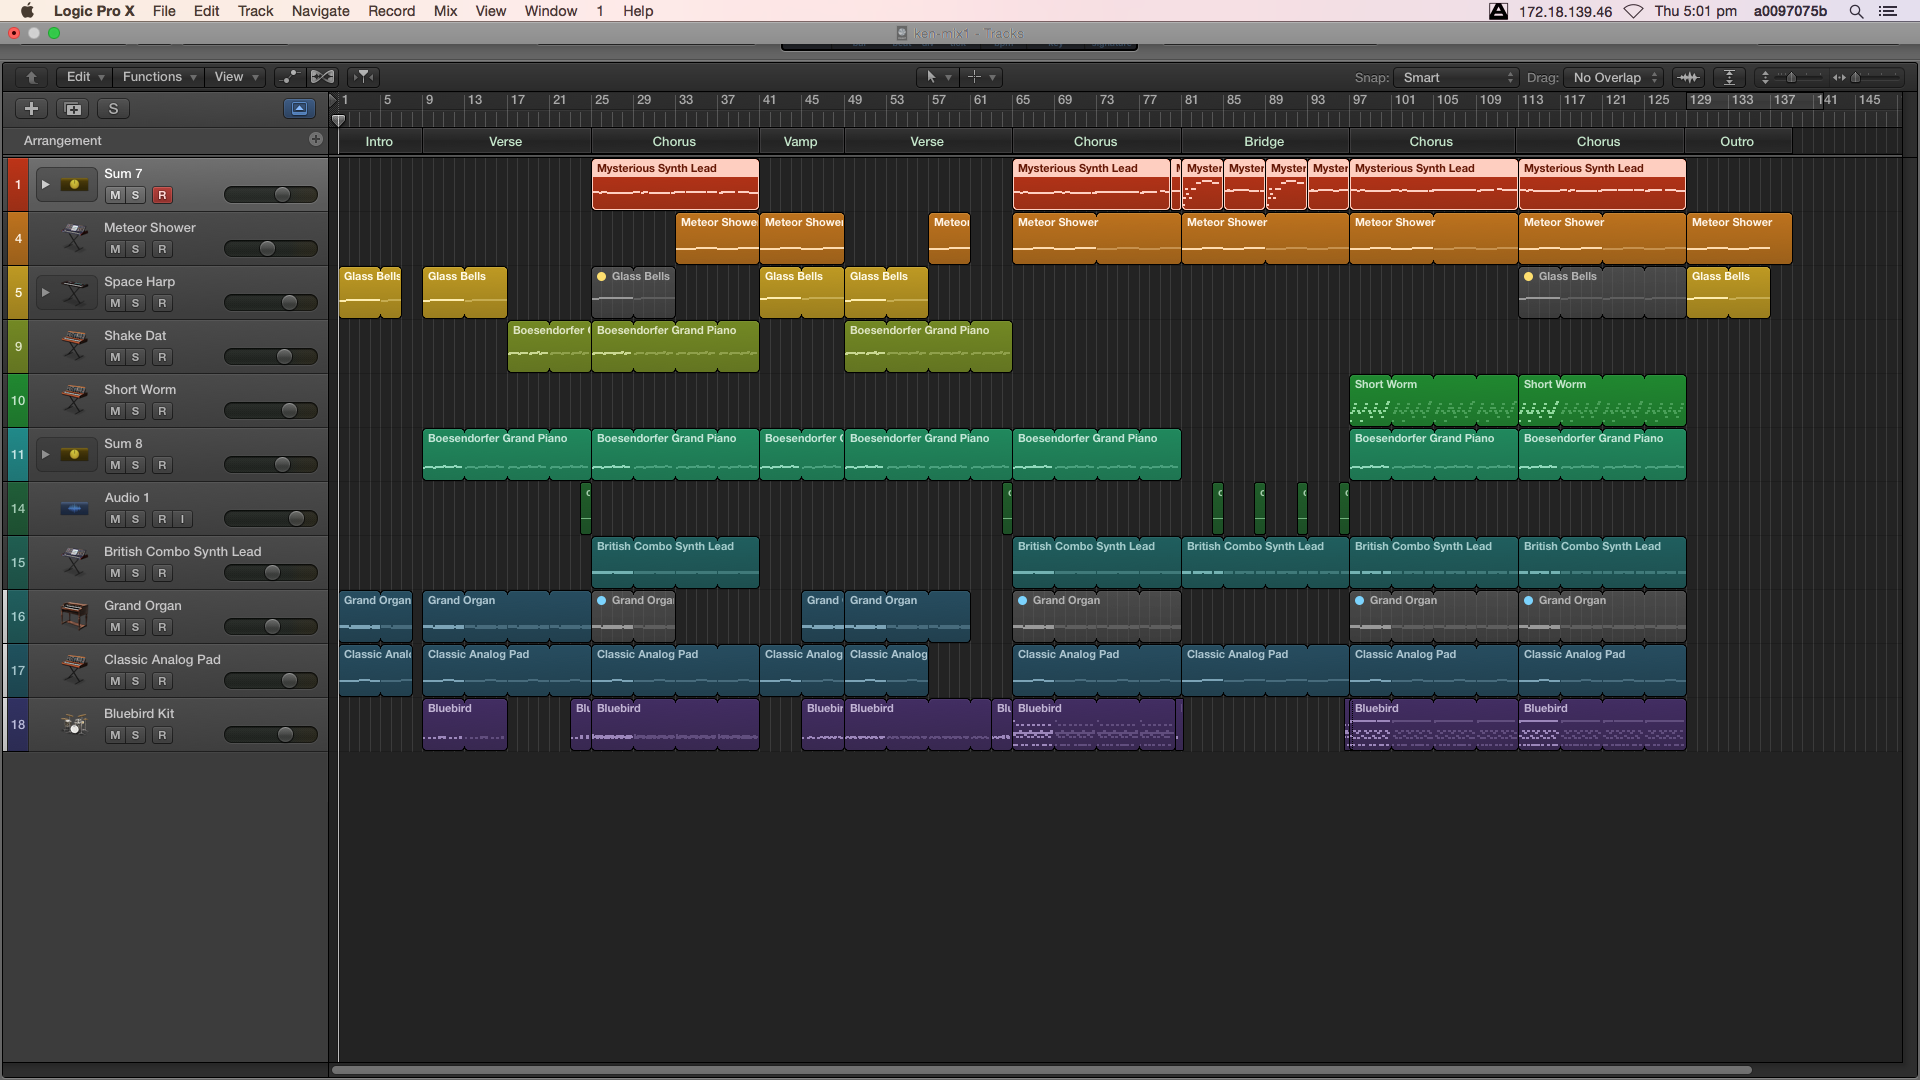 Logic Pro X File Edit Track Navigate Record Mix View Window 1 Help 172.18.139.46 Thu 5:01 pm a0097075b
ken-mix1 - Tracks
Edit Functions View Snap: Smart Drag: No Overlap
S 1 5 9 13 17 21 25 29 33 37 41 45 49 53 57 61 65 69 73 77 81 85 89 93 97 101 105 109 113 117 121 125 129 133 137 141 145
Arrangement Intro Verse Chorus Vamp Verse Chorus Bridge Chorus Chorus Outro
1 Sum 7 M S R Mysterious Synth Lead Mysterious Synth Lead M Myster Myster Myster Myster Mysterious Synth Lead Mysterious Synth Lead
4 Meteor Shower M S R Meteor Showe Meteor Shower Meteor Meteor Shower Meteor Shower Meteor Shower Meteor Shower Meteor Shower
5 Space Harp M S R Glass Bells Glass Bells Glass Bells Glass Bells Glass Bells Glass Bells Glass Bells
9 Shake Dat M S R Boesendorfer Boesendorfer Grand Piano Boesendorfer Grand Piano
10 Short Worm M S R Short Worm Short Worm
11 Sum 8 M S R Boesendorfer Grand Piano Boesendorfer Grand Piano Boesendorfer Boesendorfer Grand Piano Boesendorfer Grand Piano Boesendorfer Grand Piano Boesendorfer Grand Piano
14 Audio 1 M S R I
15 British Combo Synth Lead M S R British Combo Synth Lead British Combo Synth Lead British Combo Synth Lead British Combo Synth Lead British Combo Synth Lead
16 Grand Organ M S R Grand Organ Grand Organ Grand Orga Grand Grand Organ Grand Organ Grand Organ Grand Organ
17 Classic Analog Pad M S R Classic Anal Classic Analog Pad Classic Analog Pad Classic Analog Classic Analog Classic Analog Pad Classic Analog Pad Classic Analog Pad Classic Analog Pad
18 Bluebird Kit M S R Bluebird Blu Bluebird Bluebir Bluebird Blu Bluebird Bluebird Bluebird